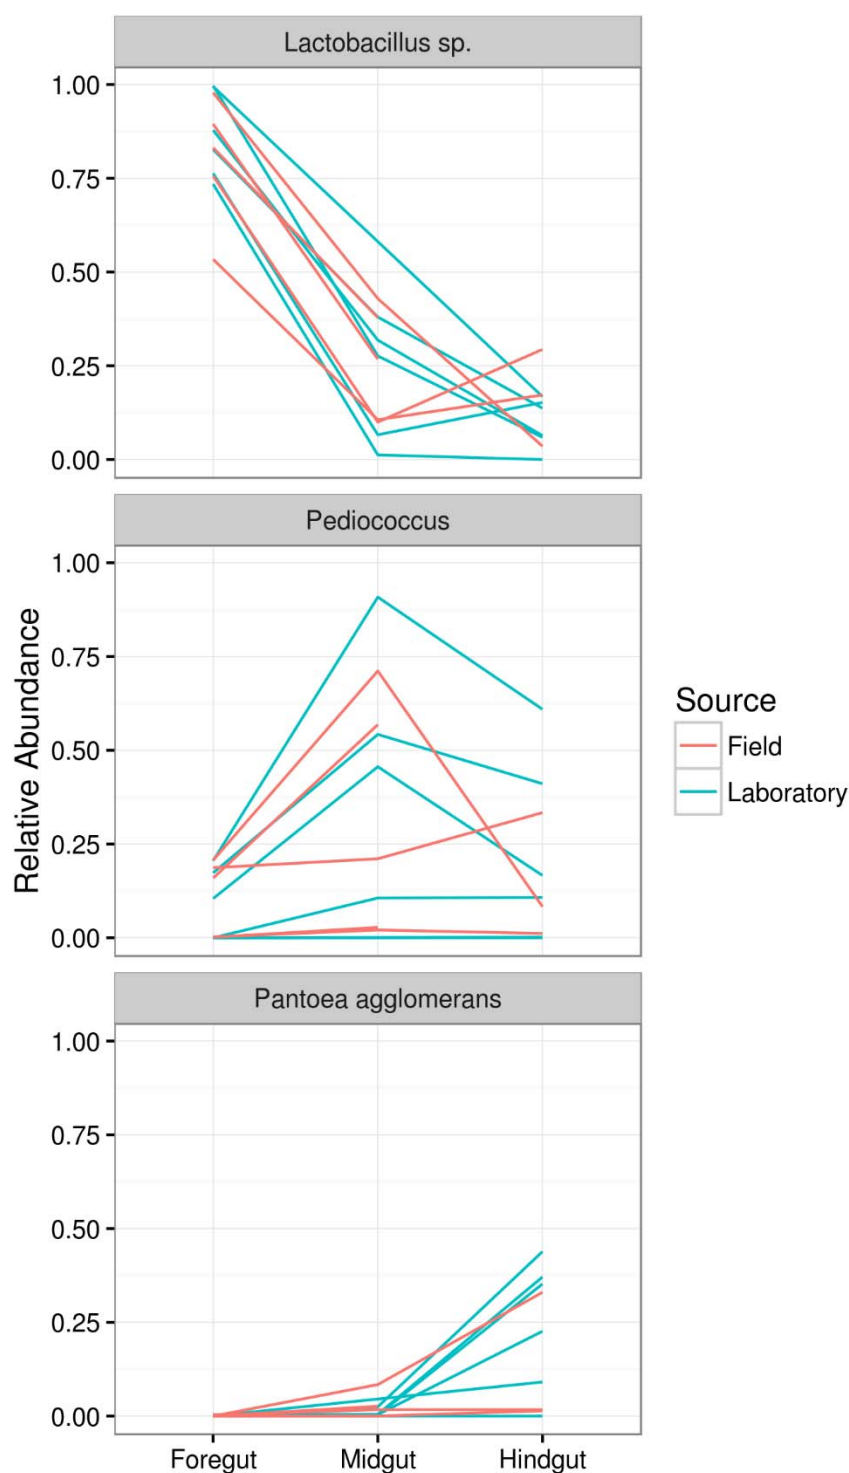 Lactobacillus sp.
1.00
0.75
0.50
0.25
0.00
Pediococcus
1.00
0.75
0.50
0.25
0.00
Relative Abundance
Source
Field
Laboratory
Pantoea agglomerans
1.00
0.75
0.50
0.25
0.00
Foregut Midgut Hindgut